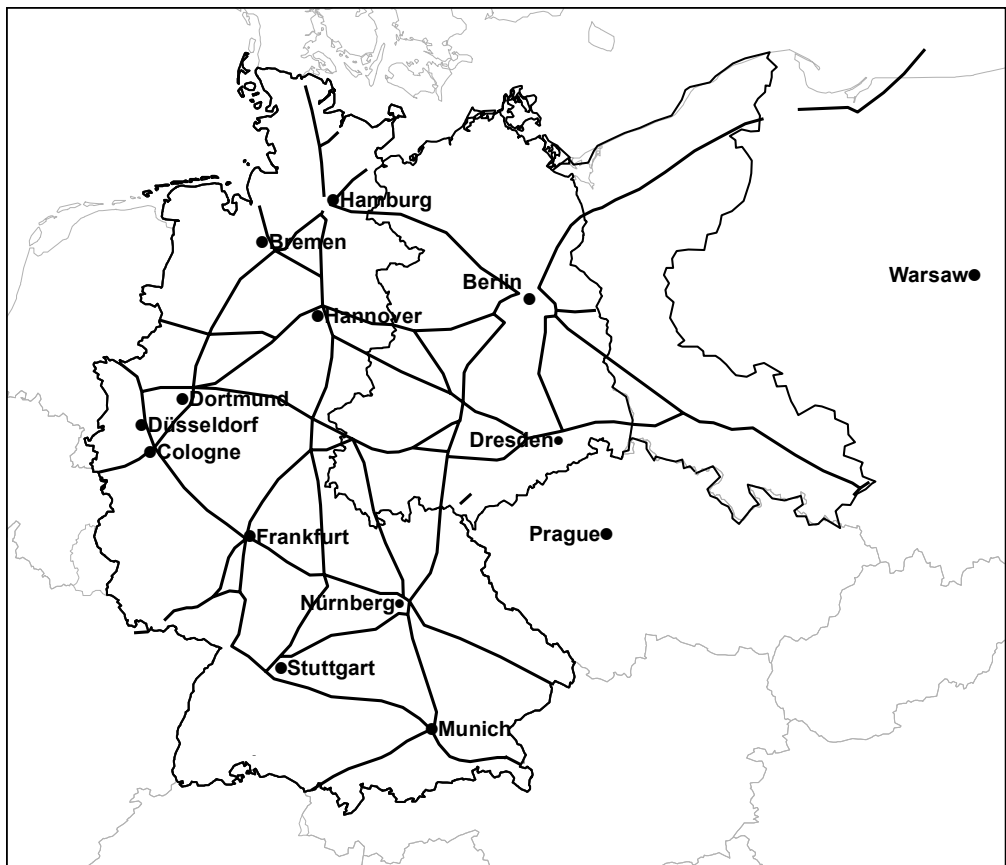 Hamburg
Bremen
Warsaw
Berlin
Hannover
Dortmund
Düsseldorf
Dresden
Cologne
Prague
Frankfurt
Nürnberg
Stuttgart
Munich